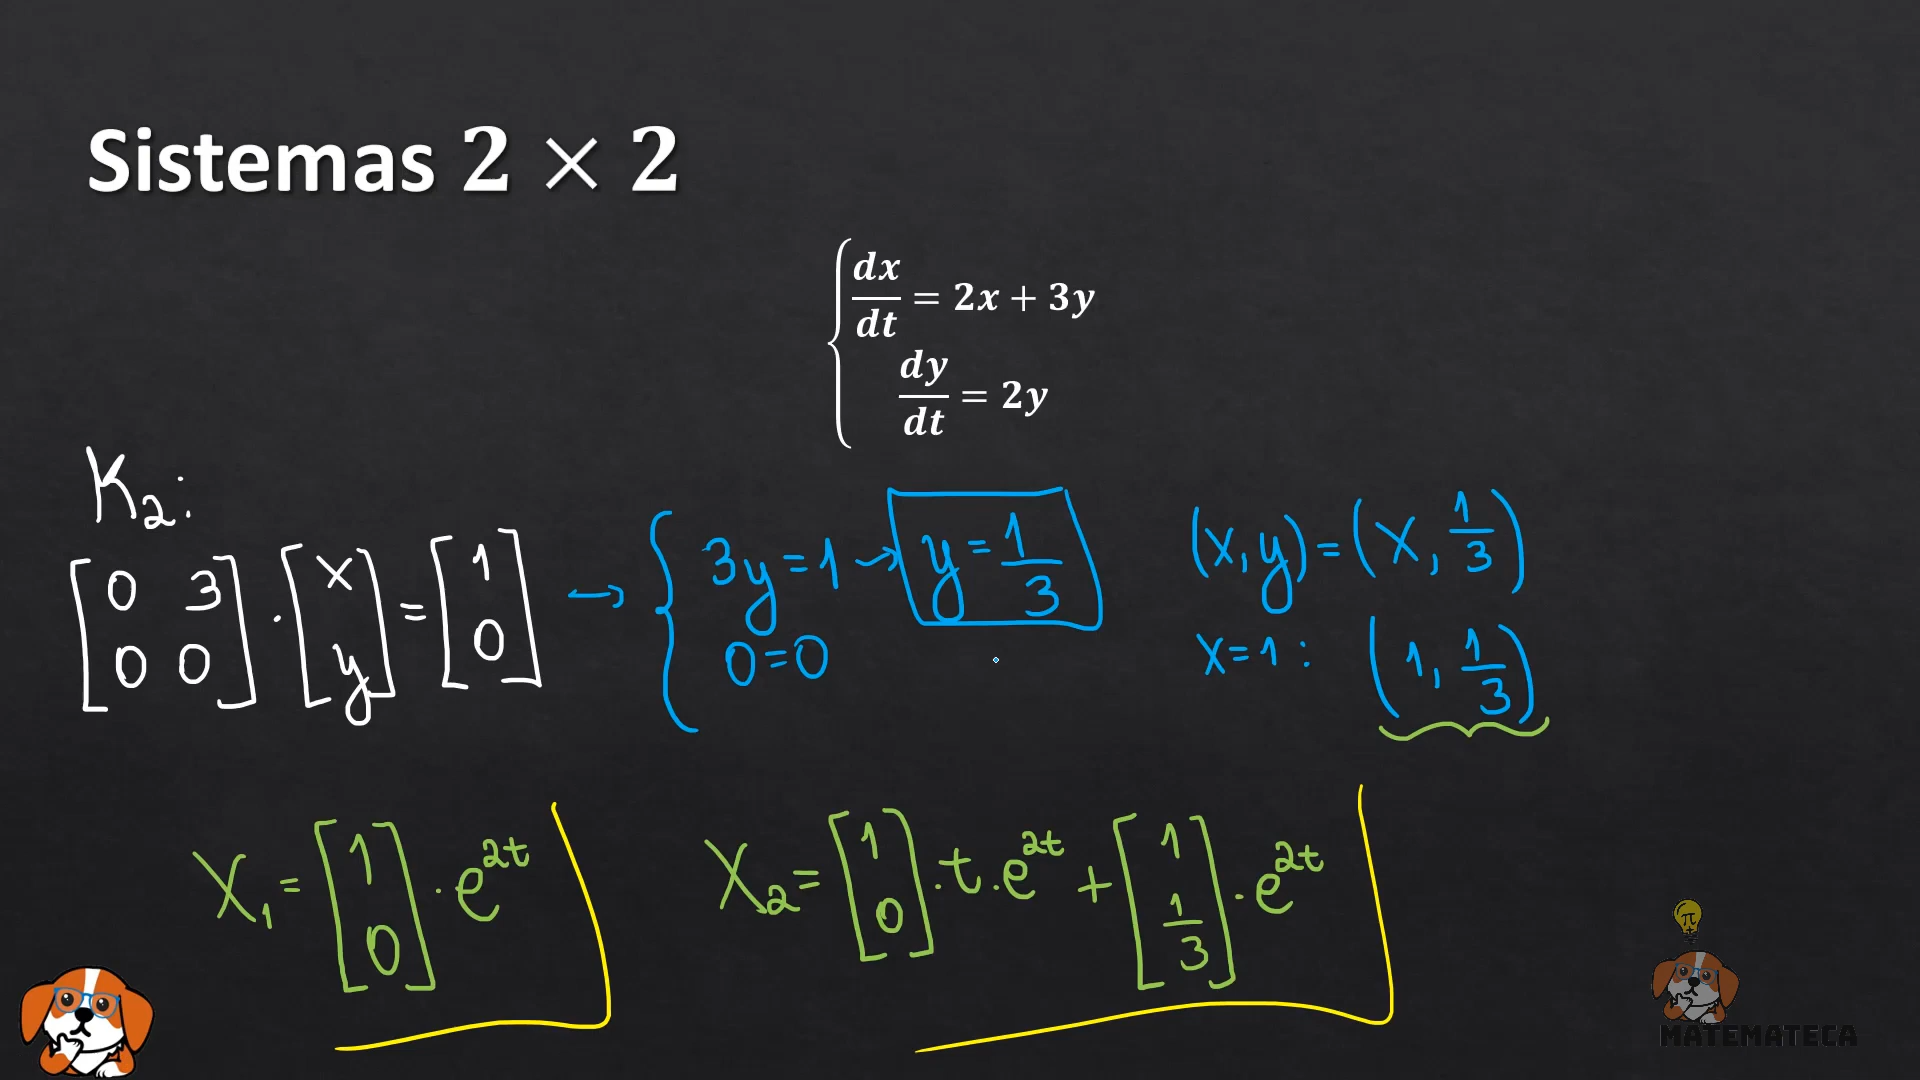 Sistemas 2 × 2
dx/dt = 2x + 3y
dy/dt = 2y
K₂:
[0 3; 0 0] · [x; y] = [1; 0] → { 3y = 1 → y = 1/3
0 = 0
(x, y) = (x, 1/3)
x = 1 : (1, 1/3)
X₁ = [1; 0] · e^2t
X₂ = [1; 0] · t · e^2t + [1; 1/3] · e^2t
π
MATEMATECA